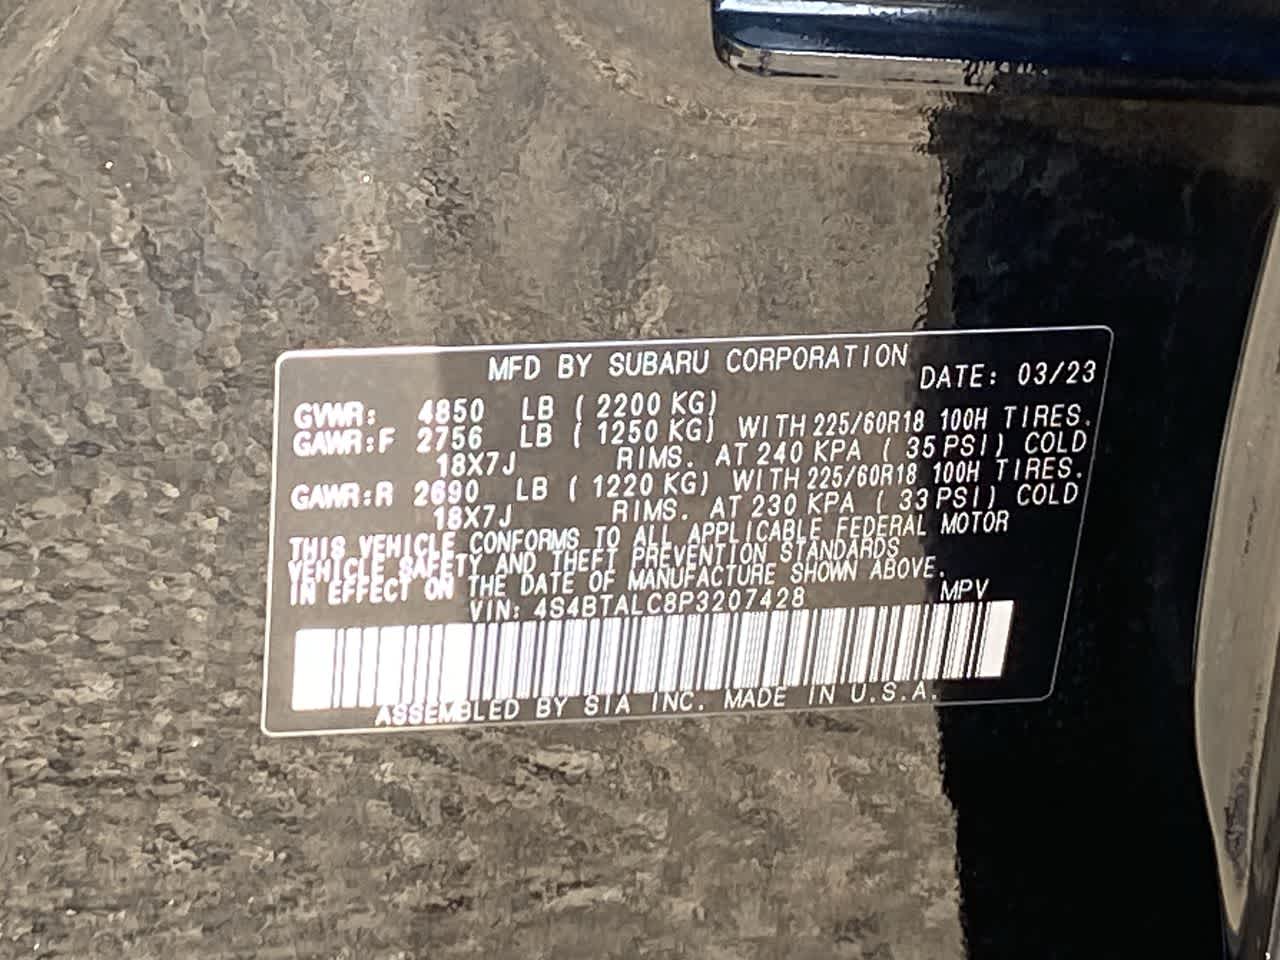 MFD BY SUBARU CORPORATION
DATE: 03/23
GVWR: 4850 LB ( 2200 KG)
GAWR:F 2756 LB ( 1250 KG) WITH 225/60R18 100H TIRES.
18X7J RIMS. AT 240 KPA ( 35 PSI) COLD
GAWR:R 2690 LB ( 1220 KG) WITH 225/60R18 100H TIRES.
18X7J RIMS. AT 230 KPA ( 33 PSI) COLD
THIS VEHICLE CONFORMS TO ALL APPLICABLE FEDERAL MOTOR
VEHICLE SAFETY AND THEFT PREVENTION STANDARDS
IN EFFECT ON THE DATE OF MANUFACTURE SHOWN ABOVE.
VIN: 4S4BTALC8P3207428 MPV
ASSEMBLED BY SIA INC. MADE IN U.S.A.